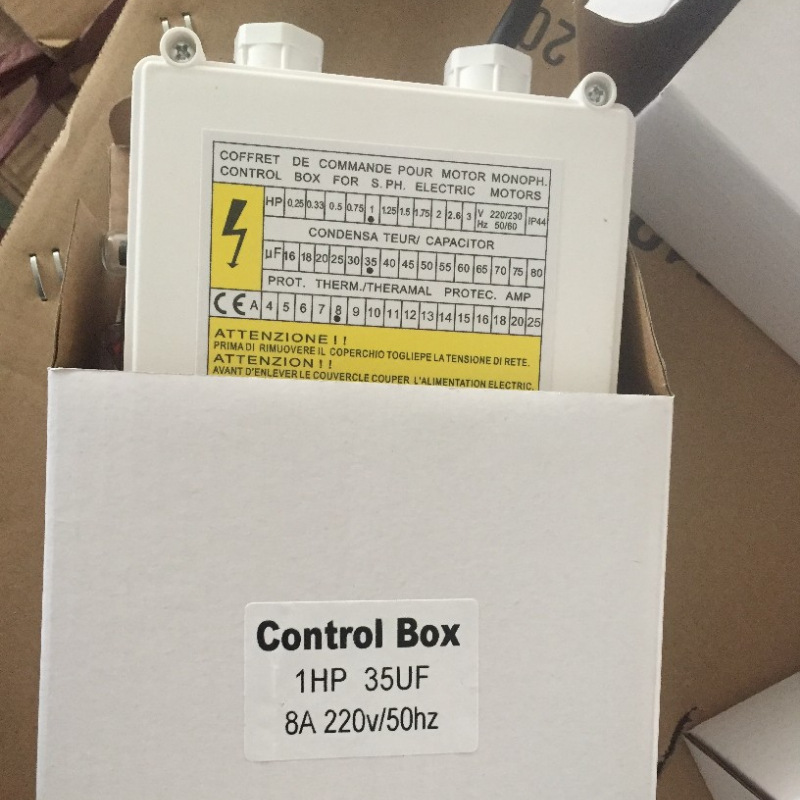 COFFRET DE COMMANDE POUR MOTOR MONOPH.
CONTROL BOX FOR S.PH. ELECTRIC MOTORS
HP 0.25 0.33 0.5 0.75 1 1.25 1.5 1.75 2 2.6 3 V 220/230 Hz 50/60 IP44
CONDENSA TEUR/ CAPACITOR
μF 16 18 20 25 30 35 40 45 50 55 60 65 70 75 80
PROT. THERM./THERAMAL PROTEC. AMP
CE A 4 5 6 7 8 9 10 11 12 13 14 15 16 18 20 25
ATTENZIONE ! !
PRIMA DI RIMUOVERE IL COPERCHIO TOGLIEPE LA TENSIONE DI RETE.
ATTENZION ! !
AVANT D'ENLEVER LE COUVERCLE COUPER L'ALIMENTATION ELECTRIC.
Control Box
1HP 35UF
8A 220v/50hz